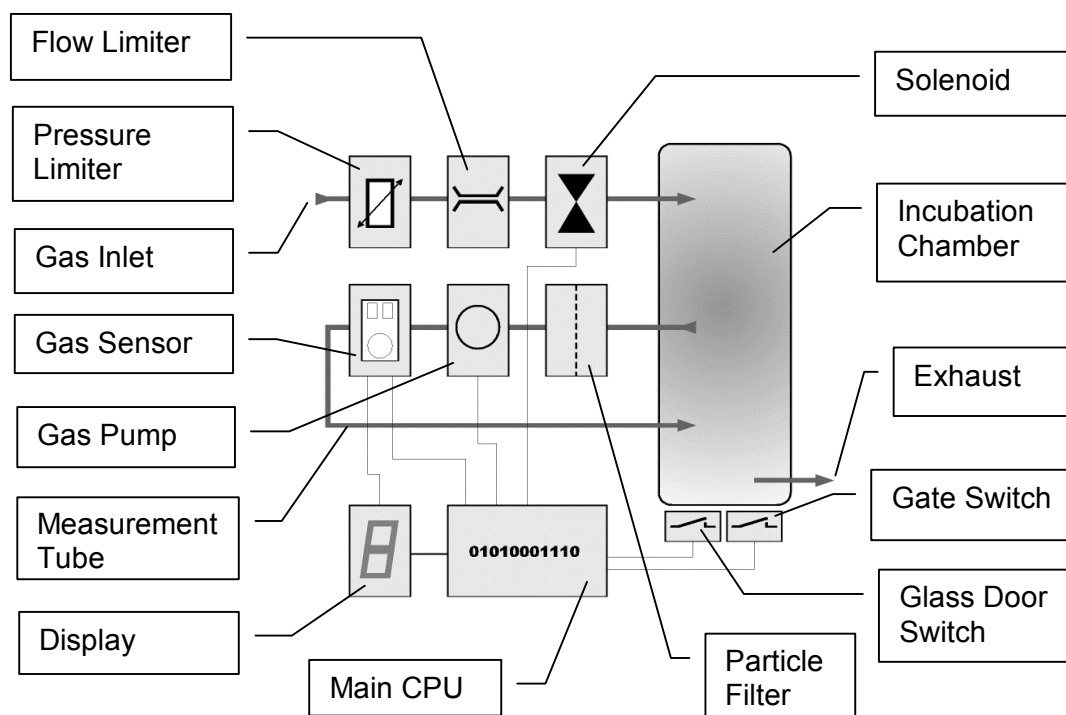 Flow Limiter
Solenoid
Pressure
Limiter
Incubation
Chamber
Gas Inlet
Gas Sensor
Exhaust
Gas Pump
Gate Switch
Measurement
Tube
01010001110
Glass Door
Switch
Display
Particle
Filter
Main CPU